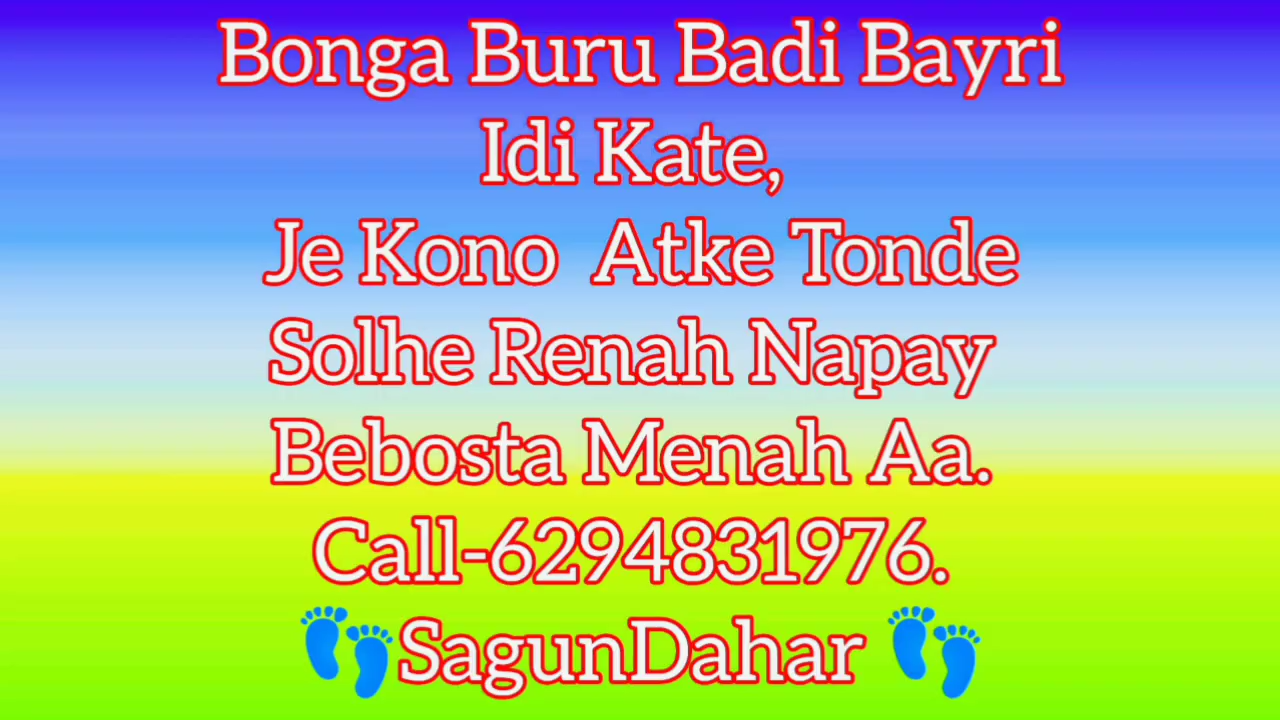 Bonga Buru Badi Bayri
Idi Kate,
Je Kono Atke Tonde
Solhe Renah Napay
Bebosta Menah Aa.
Call-6294831976.
👣SagunDahar 👣